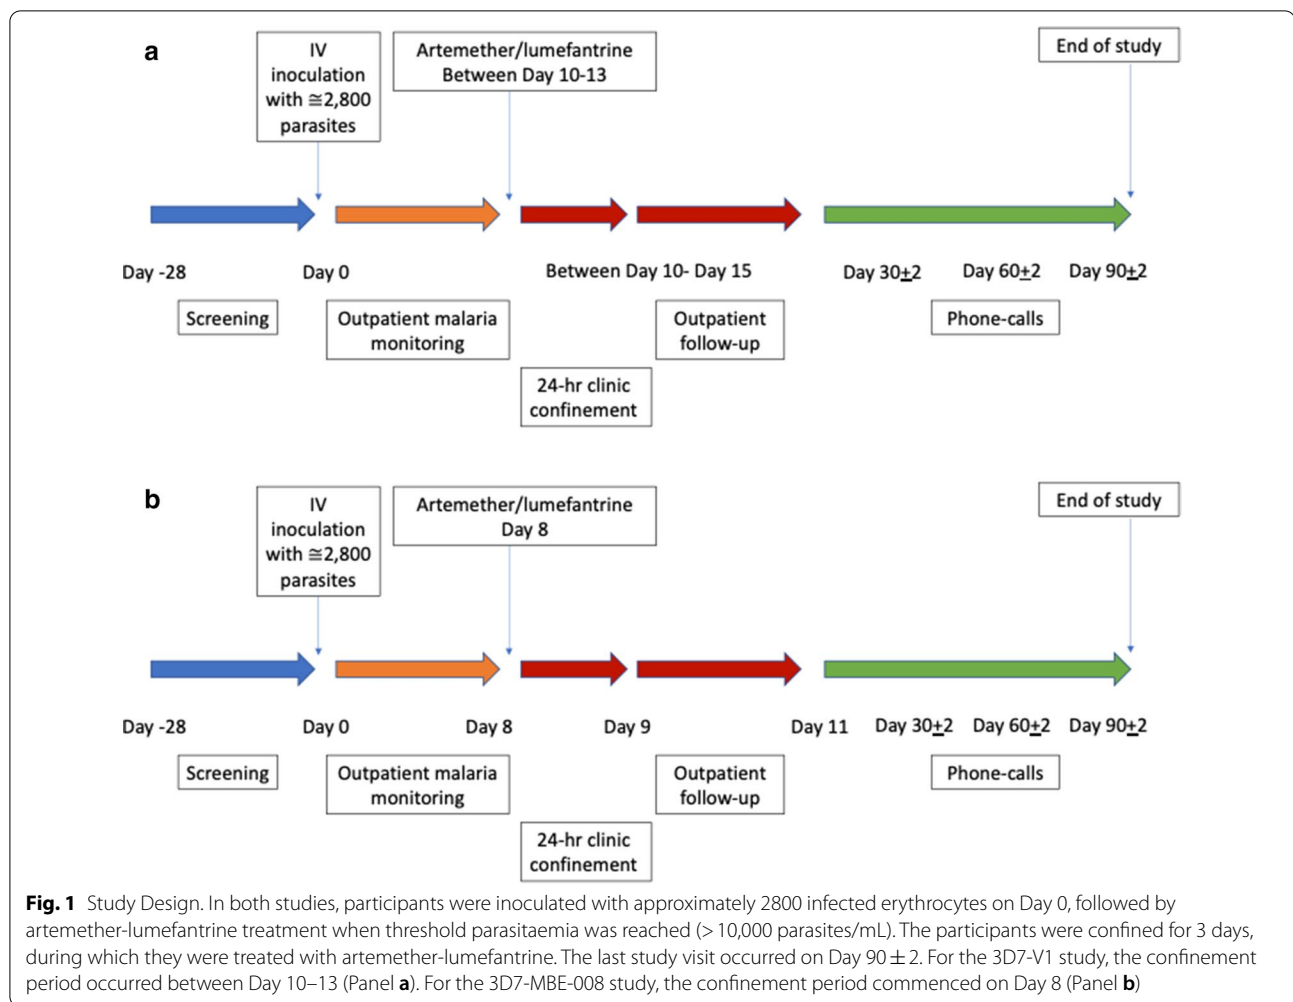 a
IV
inoculation
with ≅2,800
parasites
Artemether/lumefantrine
Between Day 10-13
End of study
Day -28
Day 0
Between Day 10- Day 15
Day 30±2
Day 60±2
Day 90±2
Screening
Outpatient malaria
monitoring
Outpatient
follow-up
Phone-calls
24-hr clinic
confinement
b
IV
inoculation
with ≅2,800
parasites
Artemether/lumefantrine
Day 8
End of study
Day -28
Day 0
Day 8
Day 9
Day 11
Day 30±2
Day 60±2
Day 90±2
Screening
Outpatient malaria
monitoring
Outpatient
follow-up
Phone-calls
24-hr clinic
confinement
Fig. 1 Study Design. In both studies, participants were inoculated with approximately 2800 infected erythrocytes on Day 0, followed by
artemether-lumefantrine treatment when threshold parasitaemia was reached (> 10,000 parasites/mL). The participants were confined for 3 days,
during which they were treated with artemether-lumefantrine. The last study visit occurred on Day 90 ± 2. For the 3D7-V1 study, the confinement
period occurred between Day 10–13 (Panel a). For the 3D7-MBE-008 study, the confinement period commenced on Day 8 (Panel b)